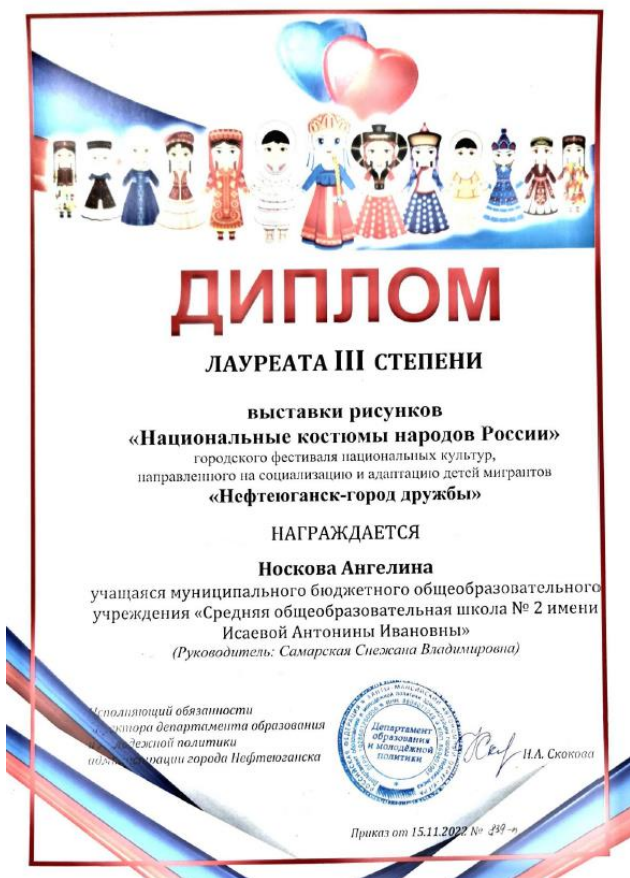 ДИПЛОМ
ЛАУРЕАТА III СТЕПЕНИ
выставки рисунков
«Национальные костюмы народов России»
городского фестиваля национальных культур,
направленного на социализацию и адаптацию детей мигрантов
«Нефтеюганск-город дружбы»
НАГРАЖДАЕТСЯ
Носкова Ангелина
учащаяся муниципального бюджетного общеобразовательного
учреждения «Средняя общеобразовательная школа № 2 имени
Исаевой Антонины Ивановны»
(Руководитель: Самарская Снежана Владимировна)
Исполняющий обязанности
директора департамента образования
и молодежной политики
администрации города Нефтеюганска
Департамент
образования
и молодёжной
политики
Н.А. Скокова
Приказ от 15.11.2022 №